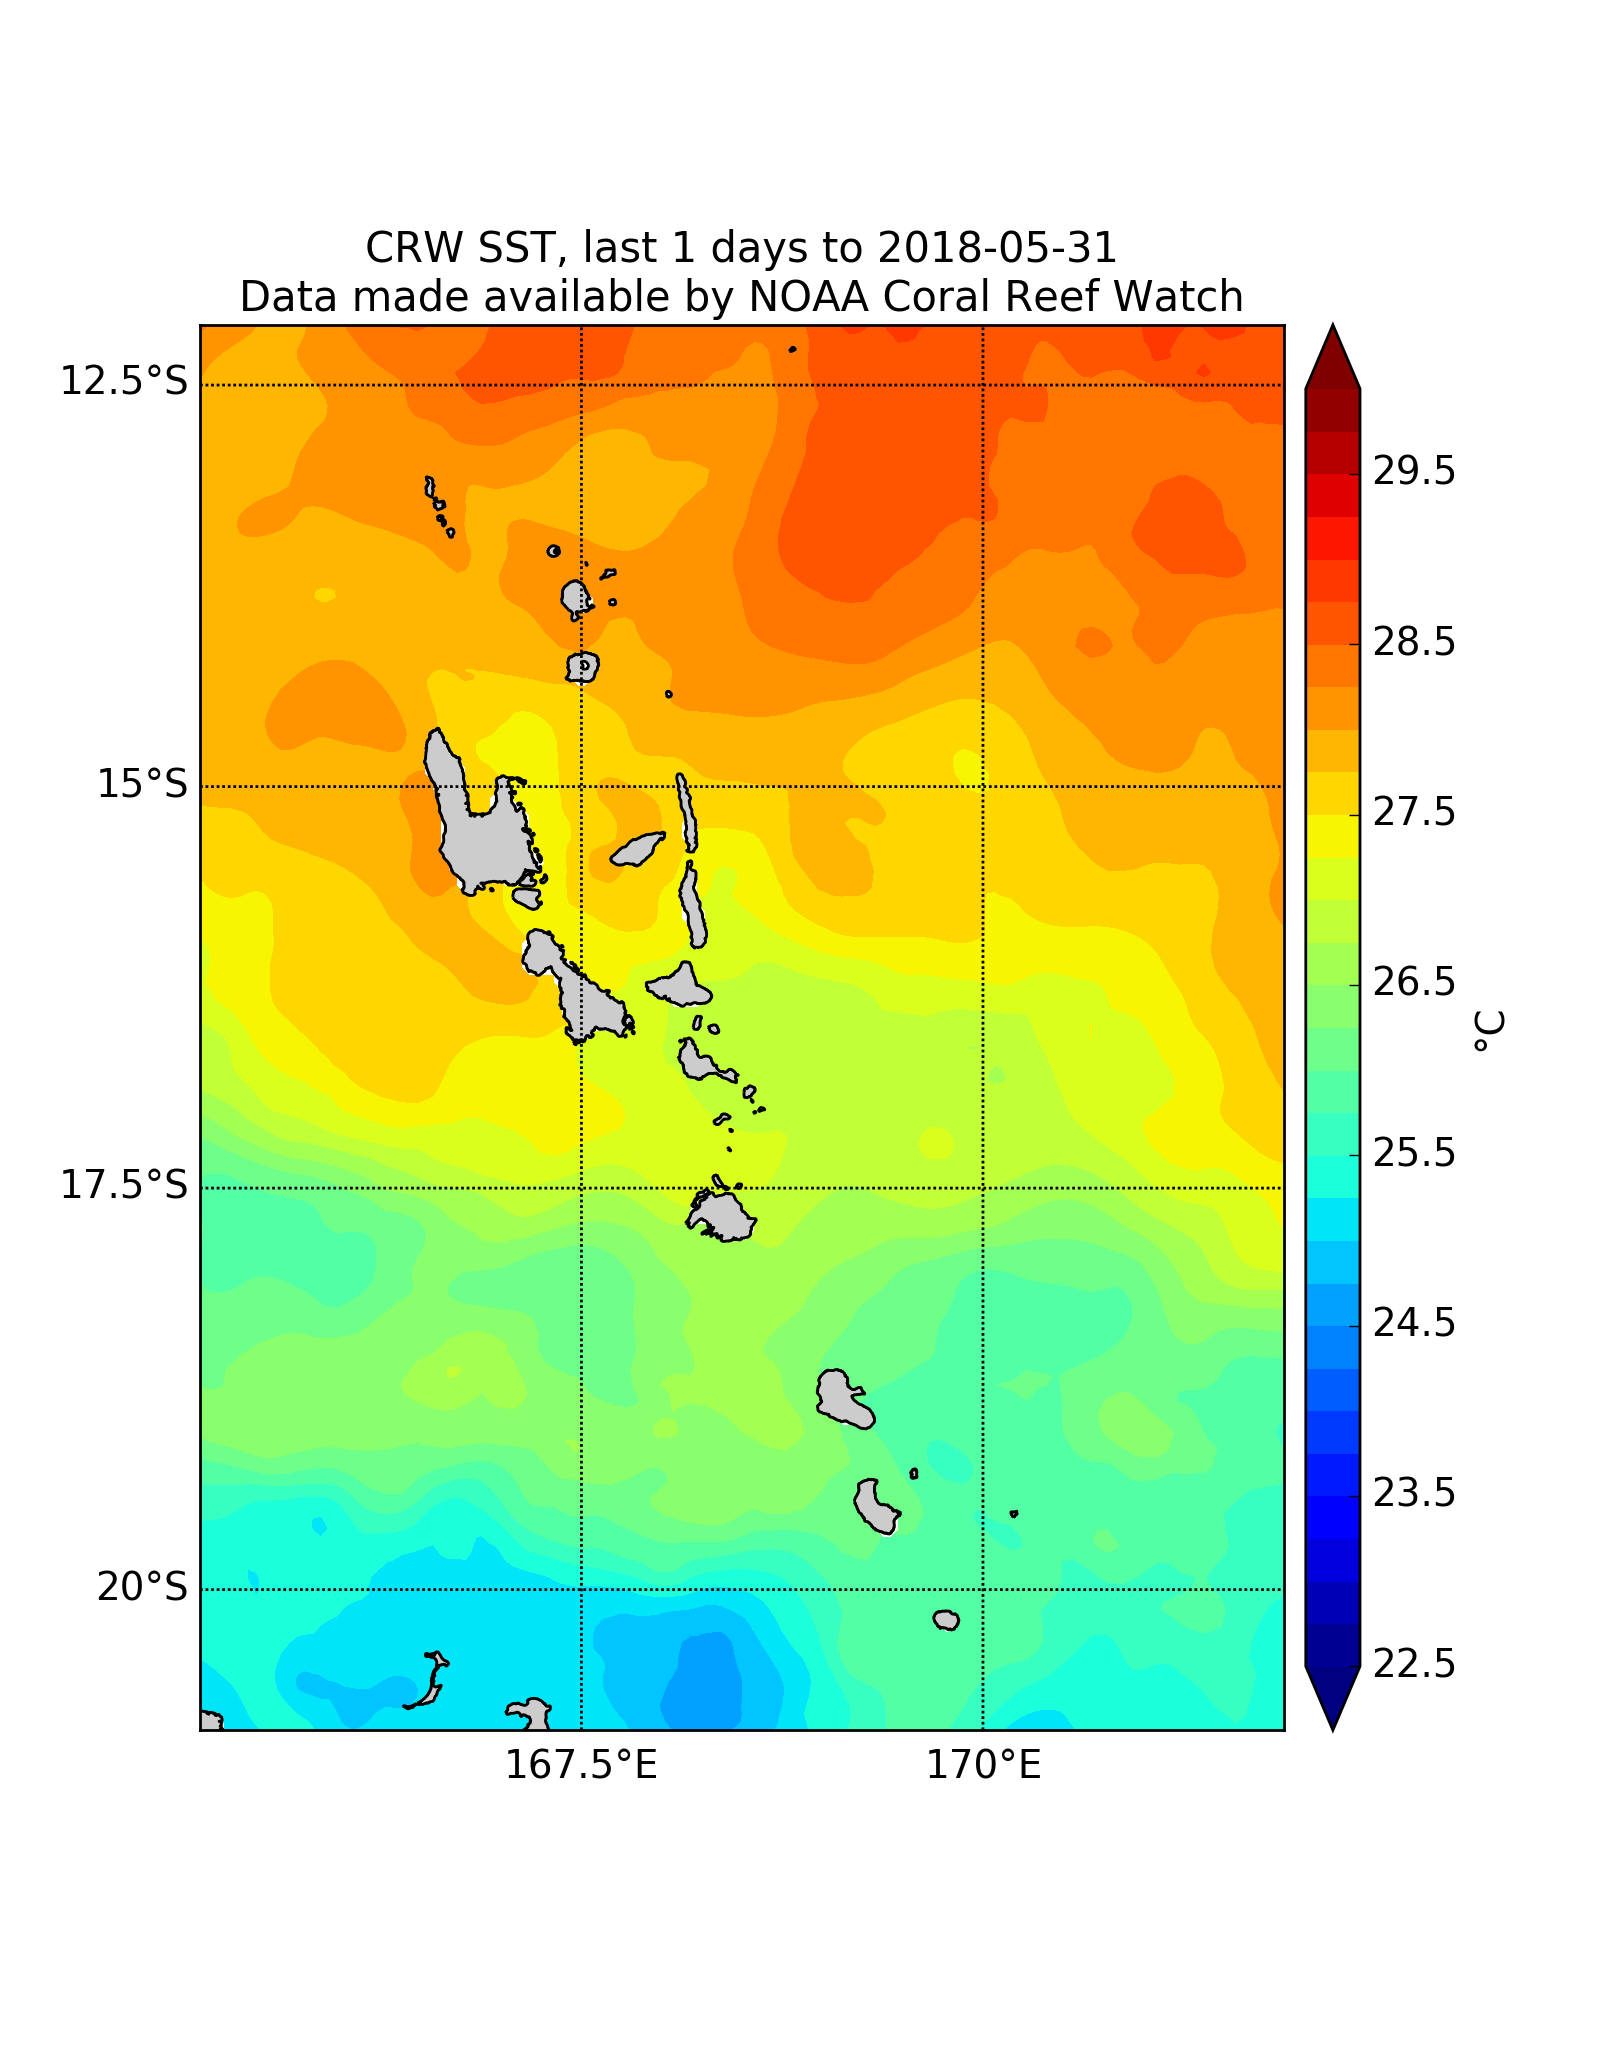 CRW SST, last 1 days to 2018-05-31
Data made available by NOAA Coral Reef Watch
12.5°S
15°S
17.5°S
20°S
167.5°E
170°E
29.5
28.5
27.5
26.5
25.5
24.5
23.5
22.5
°C